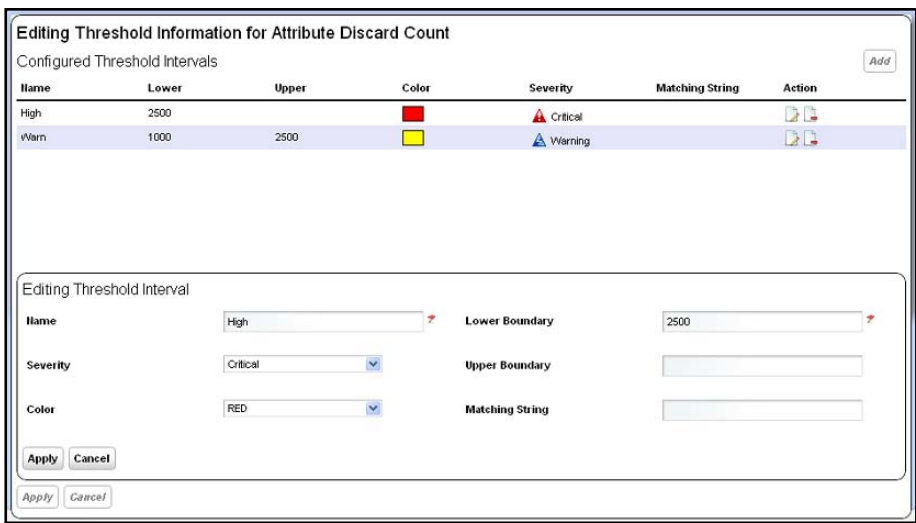 Editing Threshold Information for Attribute Discard Count
Configured Threshold Intervals Add
Name Lower Upper Color Severity Matching String Action
High 2500 Critical
Warn 1000 2500 Warning
Editing Threshold Interval
Name High Lower Boundary 2500
Severity Critical Upper Boundary
Color RED Matching String
Apply Cancel
Apply Cancel